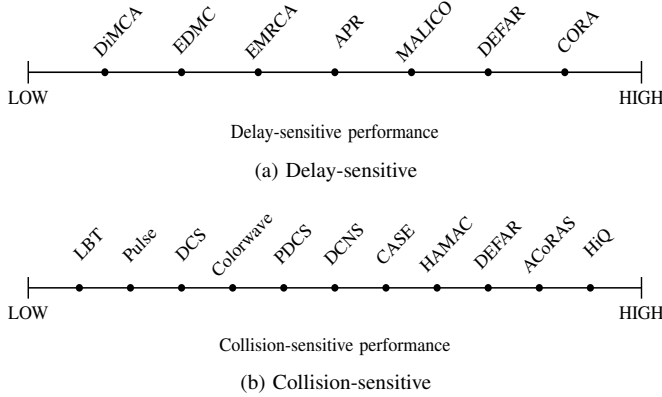 DiMCA EDMC EMRCA APR MALICO DEFAR CORA
LOW HIGH
Delay-sensitive performance
(a) Delay-sensitive
LBT Pulse DCS Colorwave PDCS DCNS CASE HAMAC DEFAR ACoRAS HiQ
LOW HIGH
Collision-sensitive performance
(b) Collision-sensitive